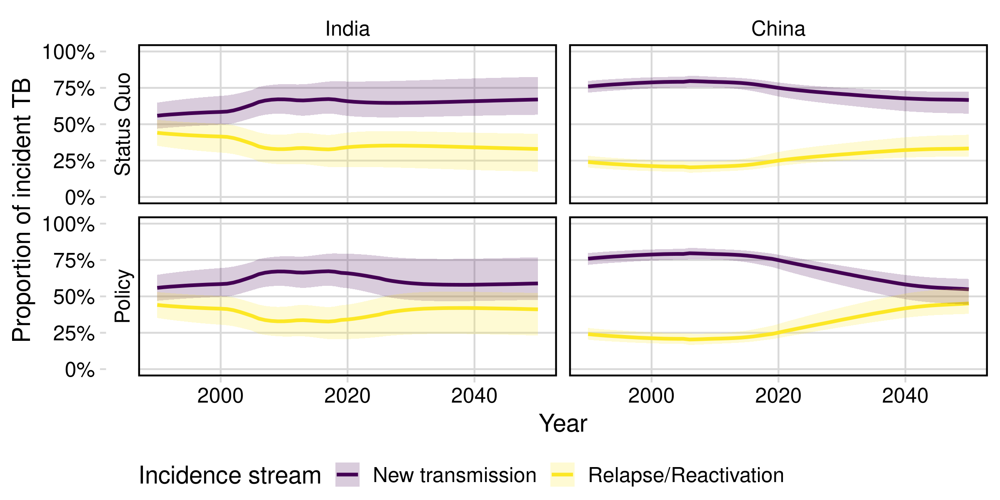 India
China
Proportion of incident TB
Status Quo
100%
75%
50%
25%
0%
Policy
100%
75%
50%
25%
0%
2000
2020
2040
2000
2020
2040
Year
Incidence stream
New transmission
Relapse/Reactivation